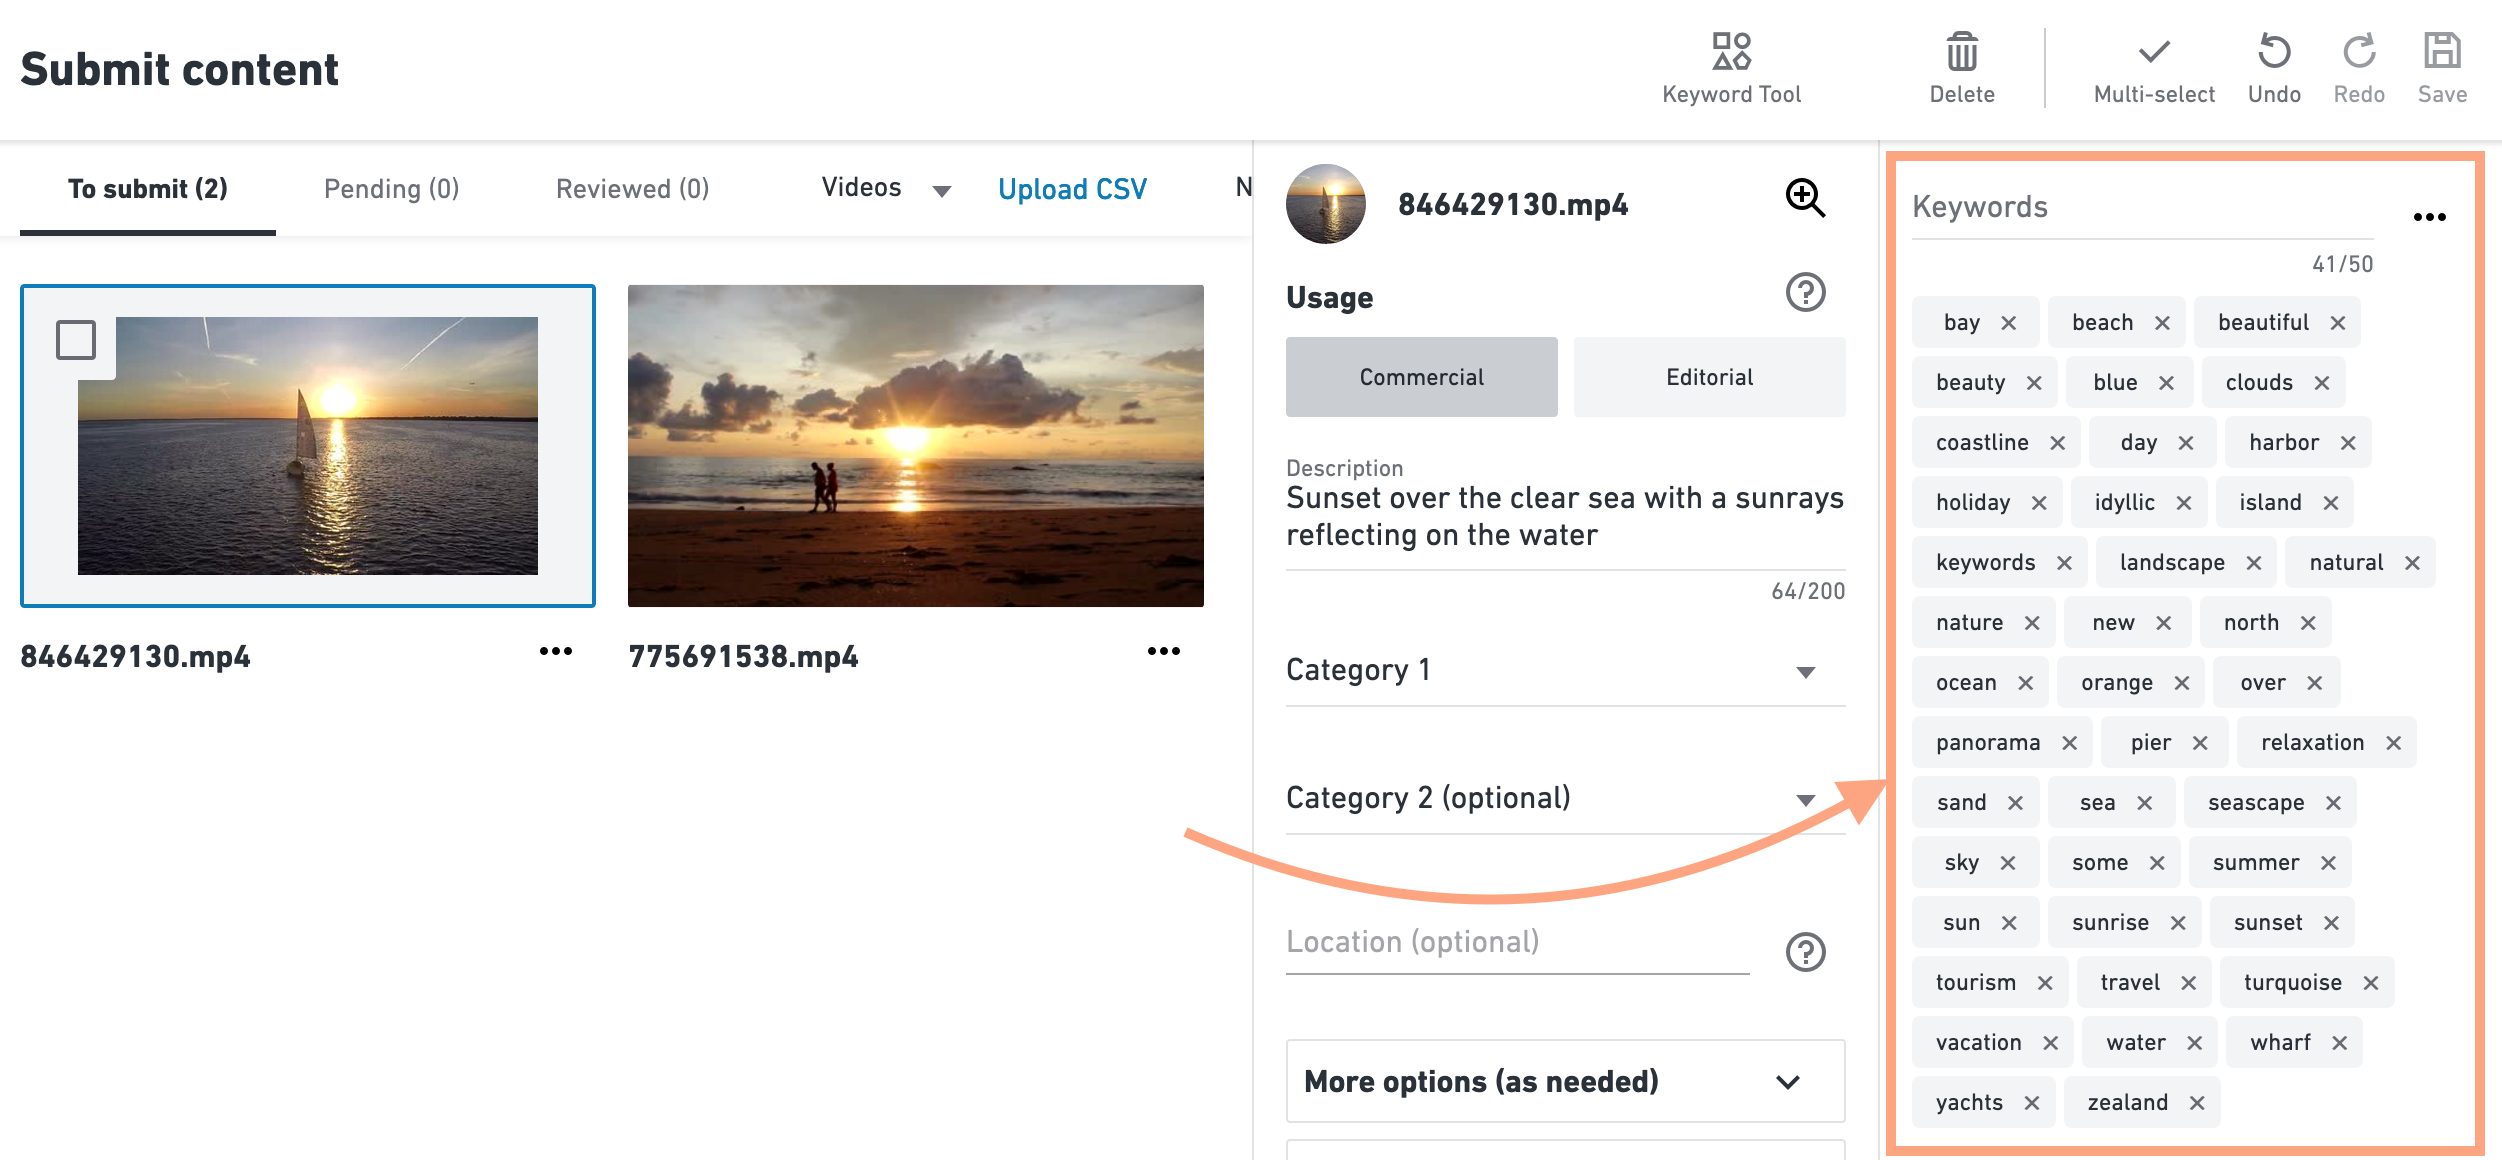 Submit content
Keyword Tool
Delete
Multi-select
Undo
Redo
Save
To submit (2)
Pending (0)
Reviewed (0)
Videos
Upload CSV
N
846429130.mp4
775691538.mp4
846429130.mp4
Usage
Commercial
Editorial
Description
Sunset over the clear sea with a sunrays
reflecting on the water
64/200
Category 1
Category 2 (optional)
Location (optional)
More options (as needed)
Keywords
41/50
bay beach beautiful
beauty blue clouds
coastline day harbor
holiday idyllic island
keywords landscape natural
nature new north
ocean orange over
panorama pier relaxation
sand sea seascape
sky some summer
sun sunrise sunset
tourism travel turquoise
vacation water wharf
yachts zealand